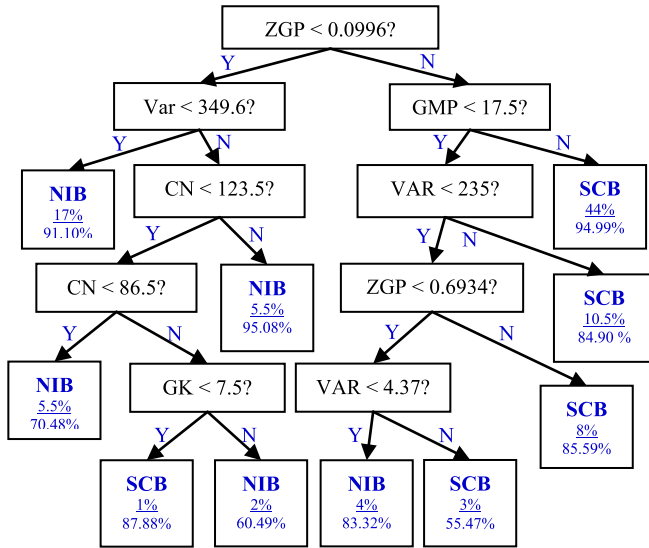 ZGP < 0.0996?
Y
N
Var < 349.6?
GMP < 17.5?
Y
N
Y
N
NIB
17%
91.10%
CN < 123.5?
VAR < 235?
SCB
44%
94.99%
Y
N
Y
N
CN < 86.5?
NIB
5.5%
95.08%
ZGP < 0.6934?
SCB
10.5%
84.90 %
Y
N
Y
N
NIB
5.5%
70.48%
GK < 7.5?
VAR < 4.37?
SCB
8%
85.59%
Y
N
Y
N
SCB
1%
87.88%
NIB
2%
60.49%
NIB
4%
83.32%
SCB
3%
55.47%